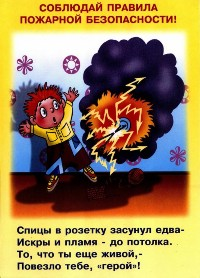 СОБЛЮДАЙ ПРАВИЛА
ПОЖАРНОЙ БЕЗОПАСНОСТИ!
Спицы в розетку засунул едва-
Искры и пламя - до потолка.
То, что ты еще живой,-
Повезло тебе, «герой»!